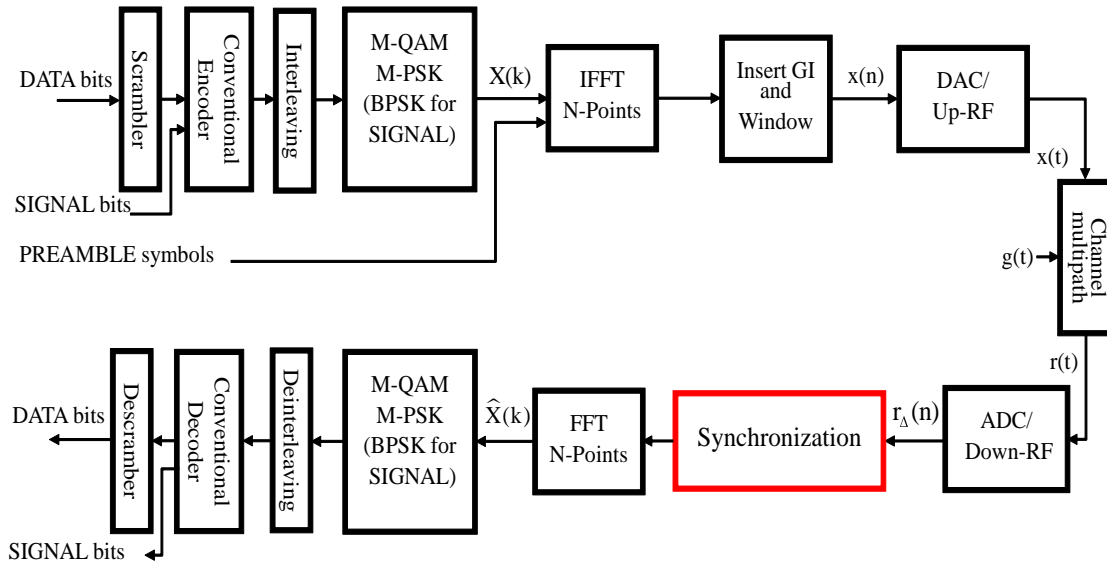 DATA bits
Scrambler
Conventional
Encoder
Interleaving
M-QAM
M-PSK
(BPSK for
SIGNAL)
X(k)
IFFT
N-Points
Insert GI
and
Window
x(n)
DAC/
Up-RF
x(t)
SIGNAL bits
PREAMBLE symbols
g(t)
Channel
multipath
r(t)
DATA bits
Descramber
Conventional
Decoder
Deinterleaving
M-QAM
M-PSK
(BPSK for
SIGNAL)
X̂(k)
FFT
N-Points
Synchronization
r_Δ(n)
ADC/
Down-RF
SIGNAL bits